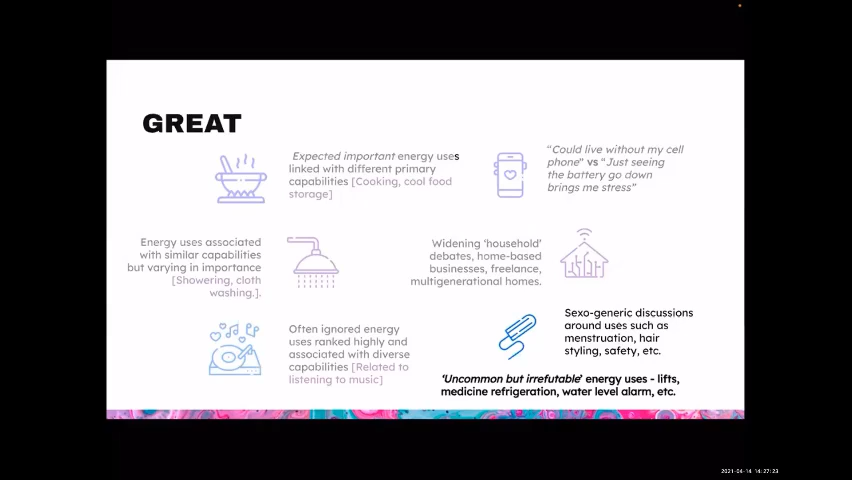 GREAT
Expected important energy uses
linked with different primary
capabilities [Cooking, cool food
storage]
"Could live without my cell
phone" vs "Just seeing
the battery go down
brings me stress"
Energy uses associated
with similar capabilities
but varying in importance
[Showering, cloth
washing.].
Widening 'household'
debates, home-based
businesses, freelance,
multigenerational homes.
Often ignored energy
uses ranked highly and
associated with diverse
capabilities [Related to
listening to music]
Sexo-generic discussions
around uses such as
menstruation, hair
styling, safety, etc.
'Uncommon but irrefutable' energy uses - lifts,
medicine refrigeration, water level alarm, etc.
2021-04-14 14:27:23